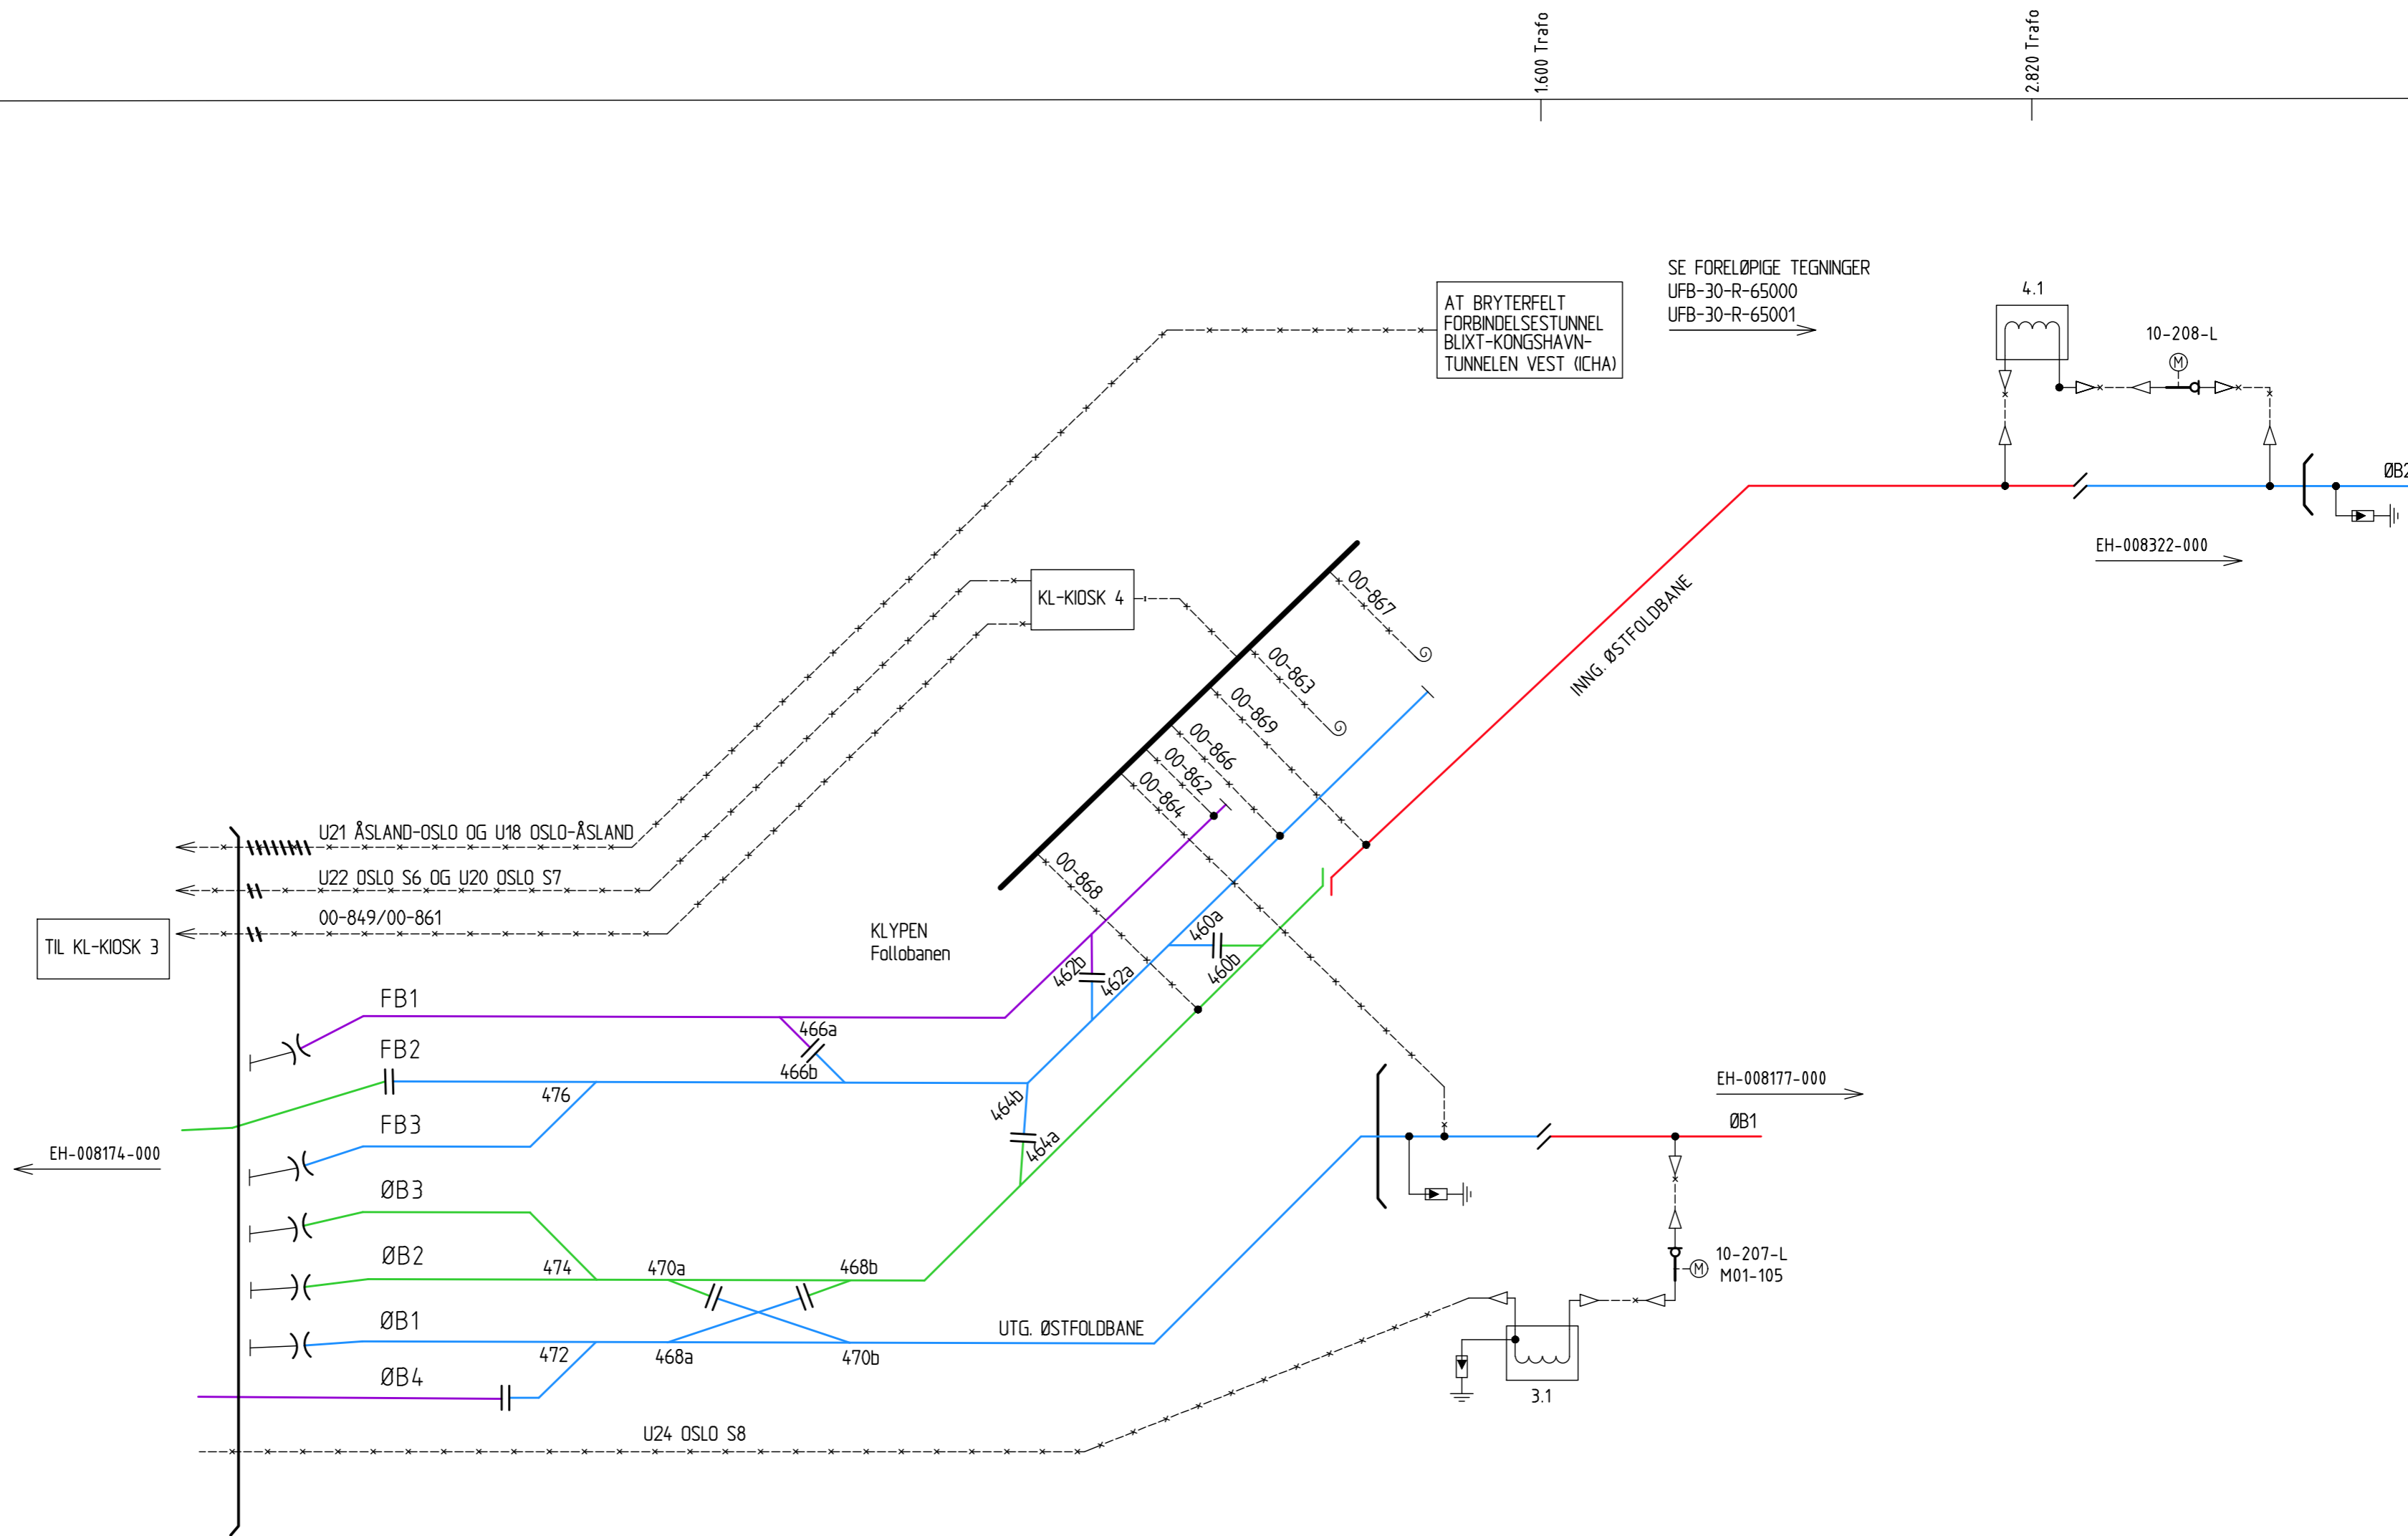 1.600 Trafo
2.820 Trafo
SE FORELØPIGE TEGNINGER
UFB-30-R-65000
UFB-30-R-65001
AT BRYTERFELT
FORBINDELSESTUNNEL
BLIXT-KONGSHAVN-
TUNNELEN VEST (ICHA)
4.1
10-208-L
M
ØB2
EH-008322-000
INNG. ØSTFOLDBANE
KL-KIOSK 4
00-867
00-863
00-869
00-866
00-862
00-864
00-868
U21 ÅSLAND-OSLO OG U18 OSLO-ÅSLAND
U22 OSLO S6 OG U20 OSLO S7
00-849/00-861
TIL KL-KIOSK 3
KLYPEN
Follobanen
460a
460b
462b
462a
FB1
466a
FB2
466b
476
464b
464a
FB3
EH-008174-000
ØB3
ØB2
474
470a
468b
ØB1
472
468a
470b
UTG. ØSTFOLDBANE
ØB4
U24 OSLO S8
EH-008177-000
ØB1
10-207-L
M01-105
M
3.1